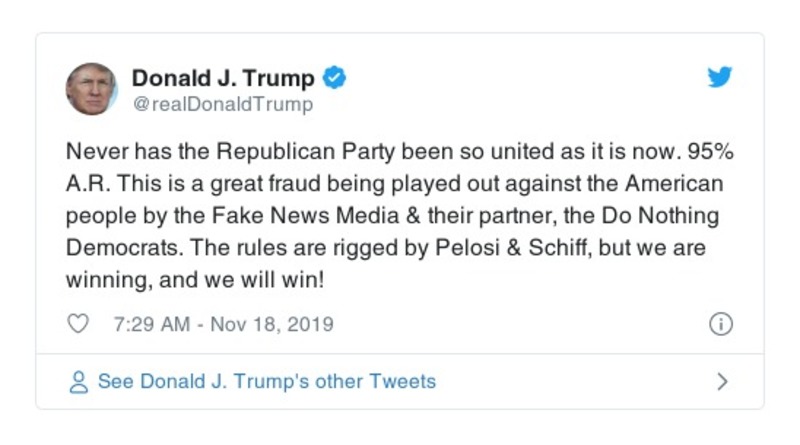 Donald J. Trump
@realDonaldTrump
Never has the Republican Party been so united as it is now. 95%
A.R. This is a great fraud being played out against the American
people by the Fake News Media & their partner, the Do Nothing
Democrats. The rules are rigged by Pelosi & Schiff, but we are
winning, and we will win!
7:29 AM - Nov 18, 2019
See Donald J. Trump's other Tweets